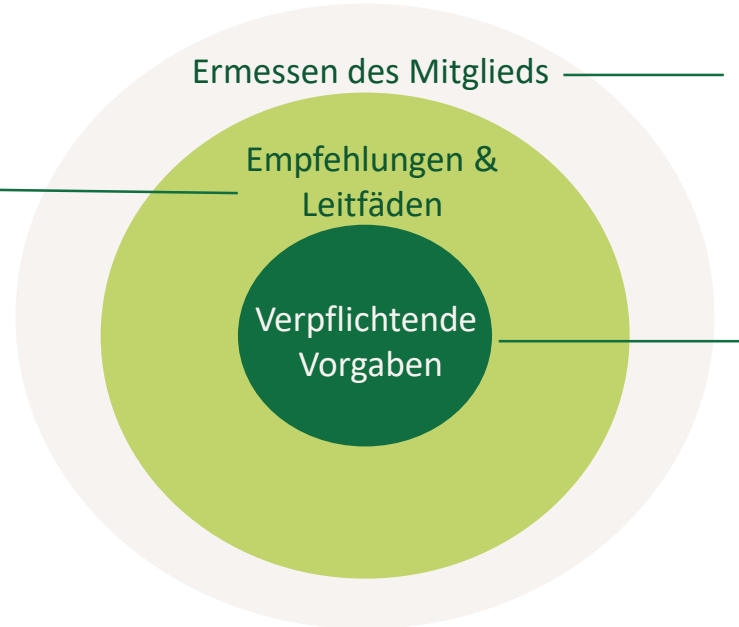 Ermessen des Mitglieds
Empfehlungen &
Leitfäden
Verpflichtende
Vorgaben